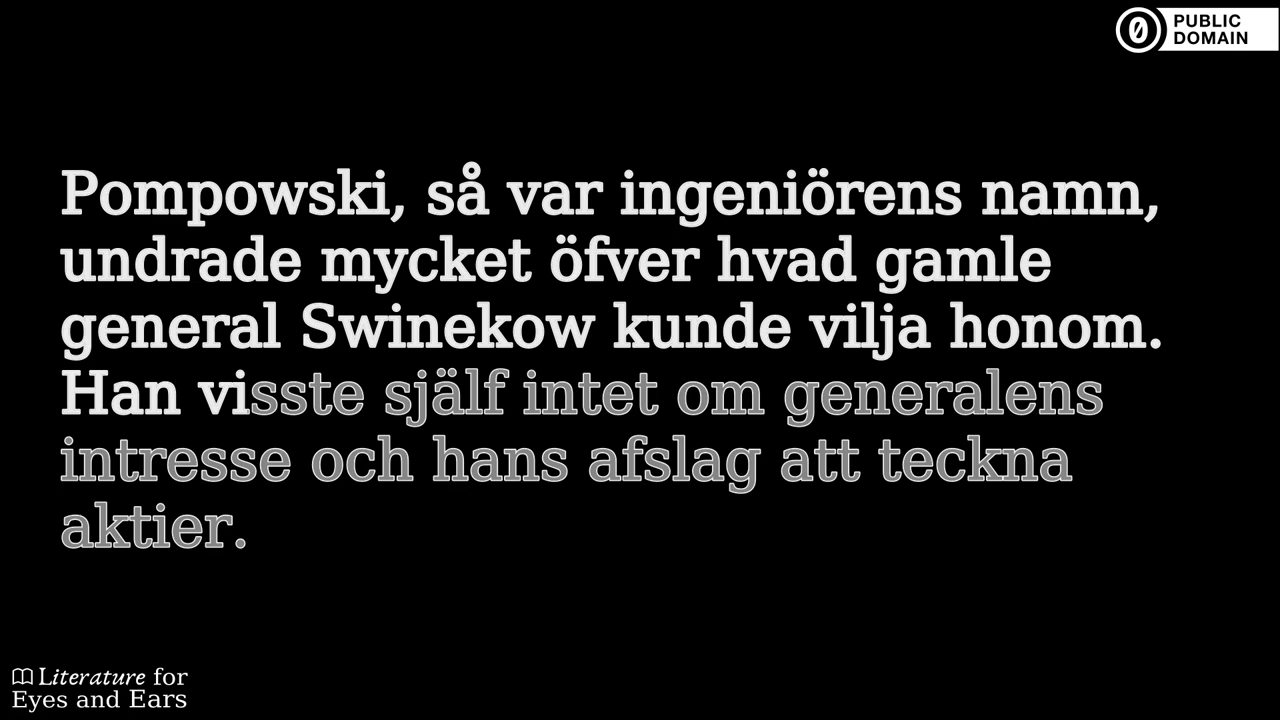 PUBLIC
DOMAIN
Pompowski, så var ingeniörens namn,
undrade mycket öfver hvad gamle
general Swinekow kunde vilja honom.
Han visste själf intet om generalens
intresse och hans afslag att teckna
aktier.
Literature for
Eyes and Ears